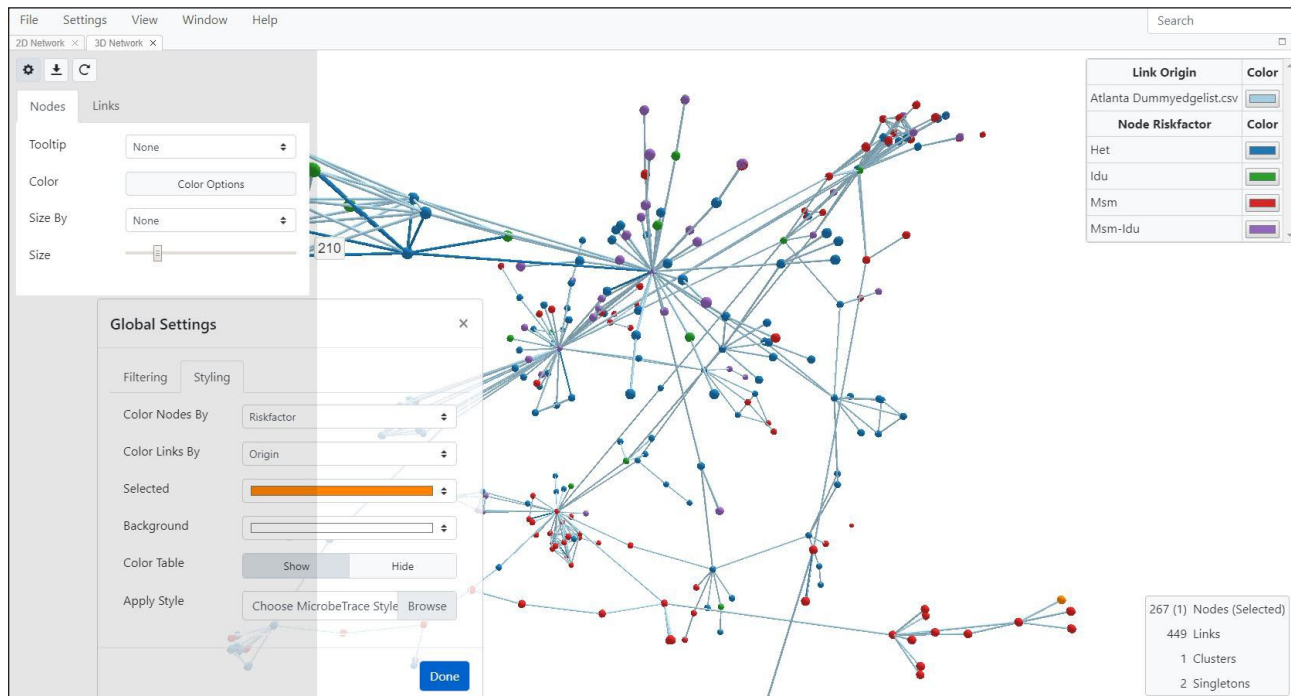 File Settings View Window Help Search
2D Network × 3D Network ×
Nodes Links
Tooltip None
Color Color Options
Size By None
Size 210
Global Settings ×
Filtering Styling
Color Nodes By Riskfactor
Color Links By Origin
Selected
Background
Color Table Show Hide
Apply Style Choose MicrobeTrace Style Browse
Done
Link Origin Color
Atlanta Dummyedgelist.csv
Node Riskfactor Color
Het
Idu
Msm
Msm-Idu
267 (1) Nodes (Selected)
449 Links
1 Clusters
2 Singletons